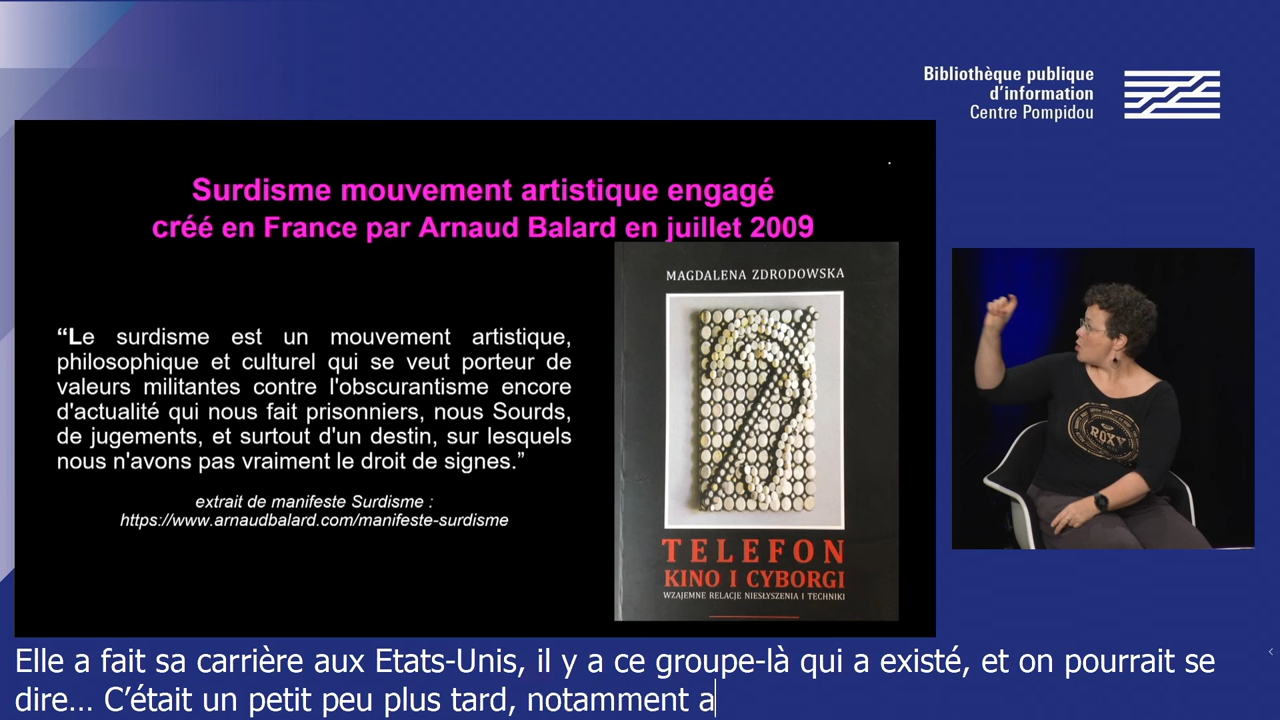 Bibliothèque publique
d'information
Centre Pompidou
Surdisme mouvement artistique engagé
créé en France par Arnaud Balard en juillet 2009
“Le surdisme est un mouvement artistique,
philosophique et culturel qui se veut porteur de
valeurs militantes contre l'obscurantisme encore
d'actualité qui nous fait prisonniers, nous Sourds,
de jugements, et surtout d'un destin, sur lesquels
nous n'avons pas vraiment le droit de signes.”
extrait de manifeste Surdisme :
https://www.arnaudbalard.com/manifeste-surdisme
MAGDALENA ZDRODOWSKA
TELEFON
KINO I CYBORGI
WZAJEMNE RELACJE NIESŁYSZENIA I TECHNIKI
ROXY
Elle a fait sa carrière aux Etats-Unis, il y a ce groupe-là qui a existé, et on pourrait se
dire… C’était un petit peu plus tard, notamment a